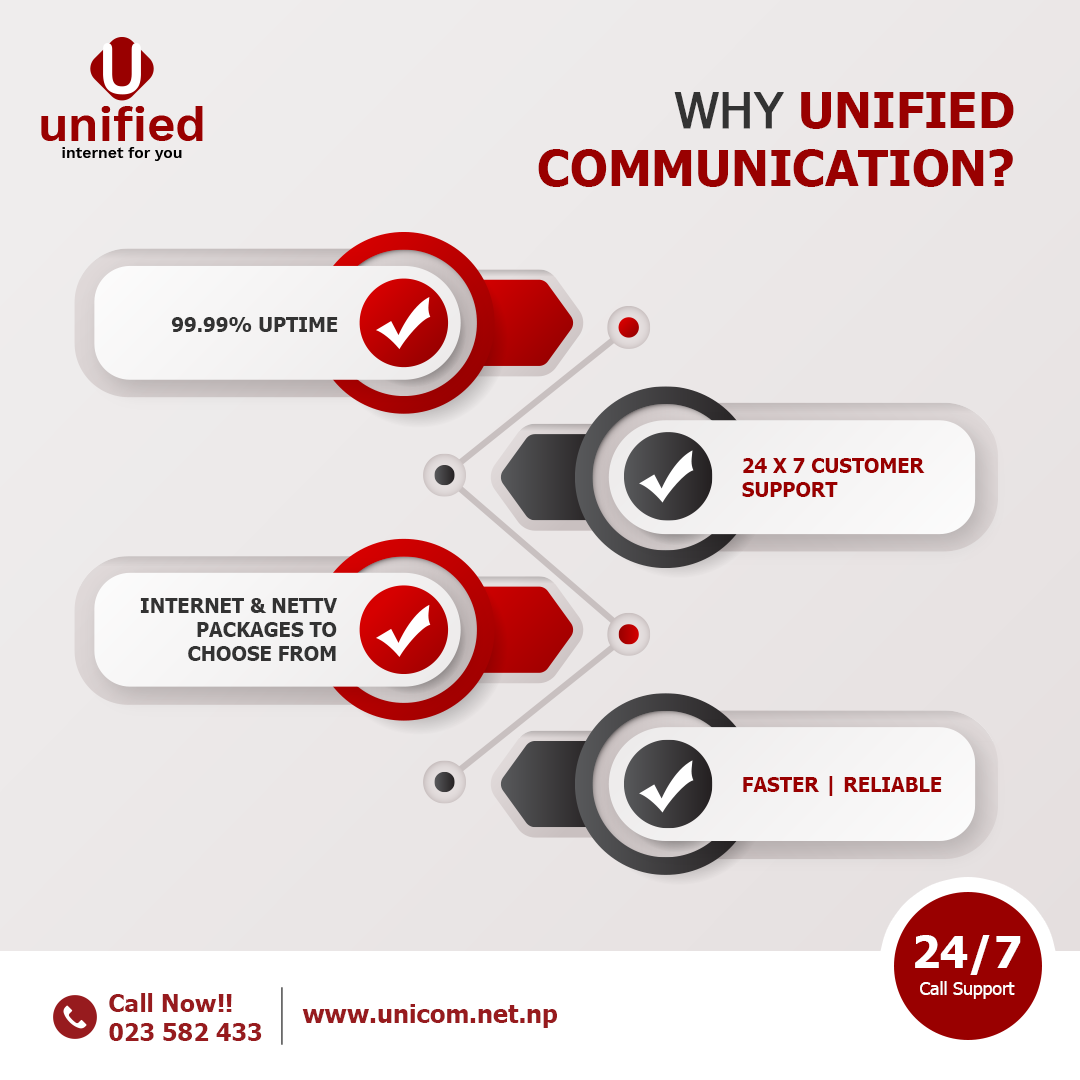 U
unified
internet for you
WHY UNIFIED
COMMUNICATION?
99.99% UPTIME
24 X 7 CUSTOMER
SUPPORT
INTERNET & NETTV
PACKAGES TO
CHOOSE FROM
FASTER | RELIABLE
24/7
Call Support
Call Now!!
023 582 433
www.unicom.net.np